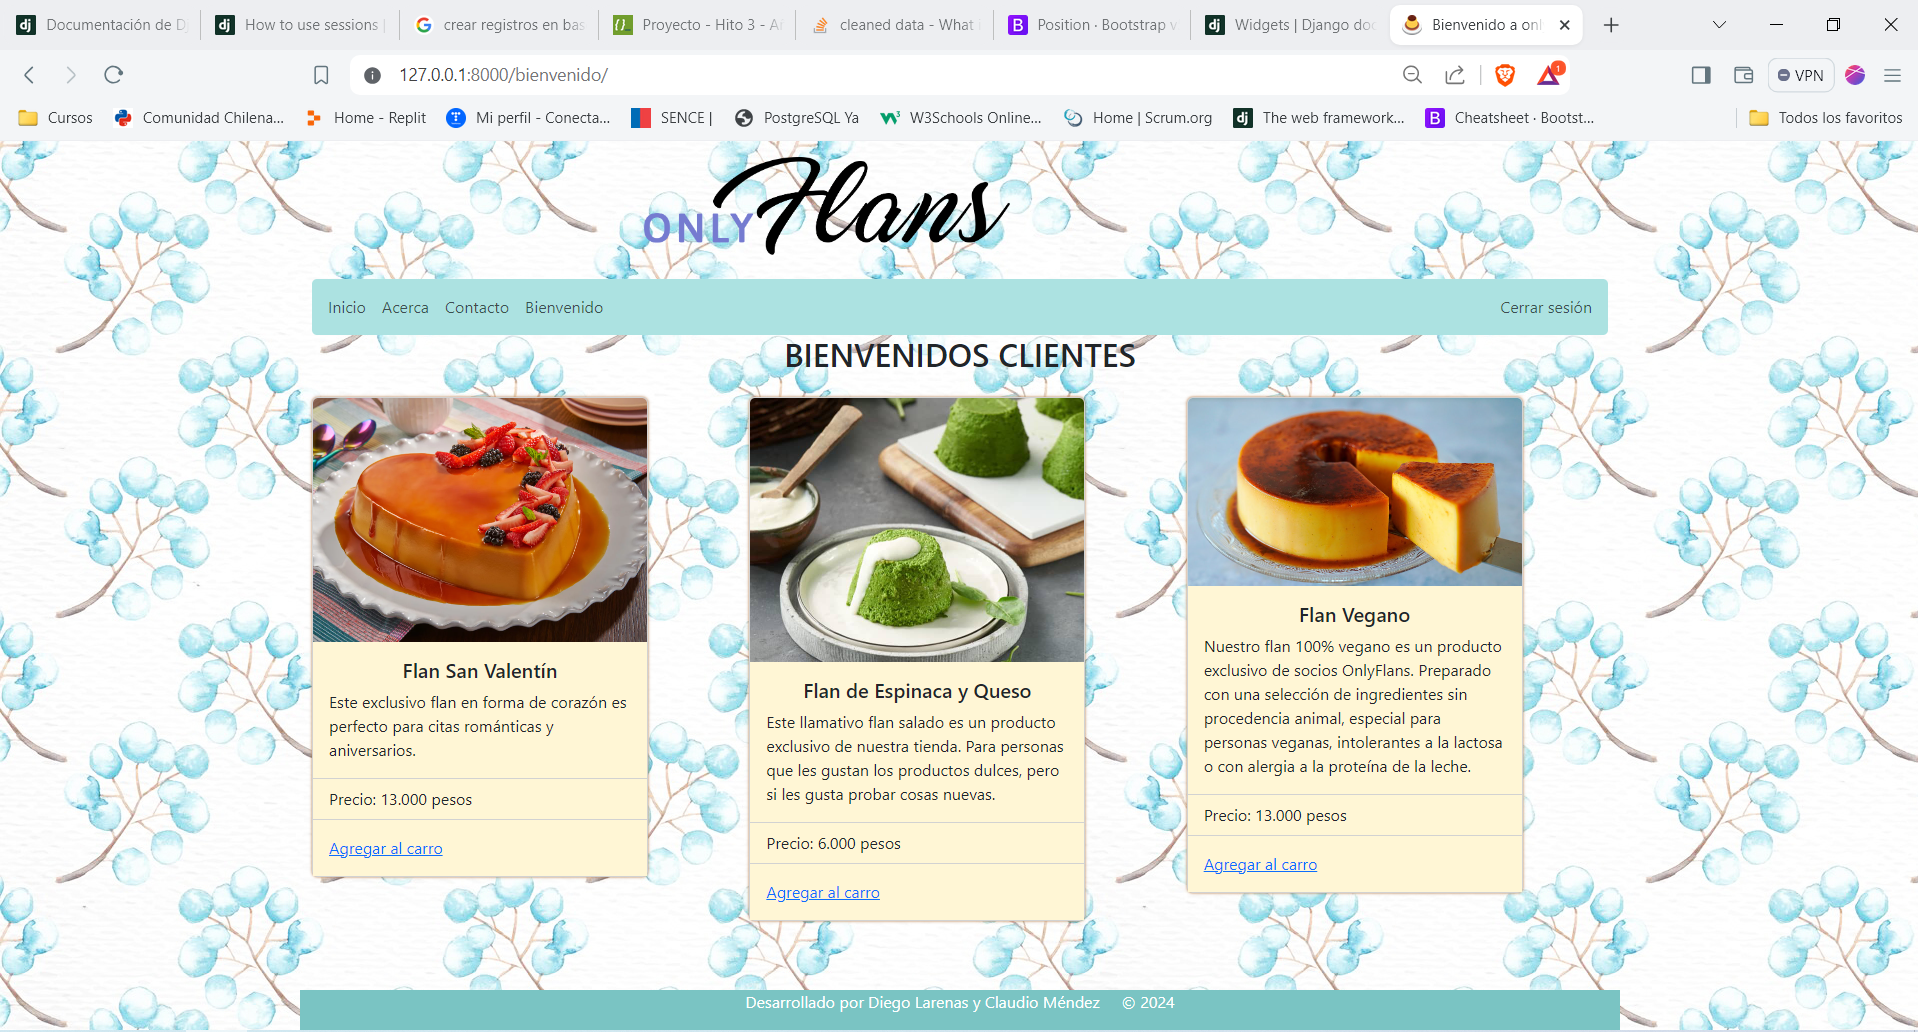 Documentación de Dj
How to use sessions |
crear registros en bas
Proyecto - Hito 3 - A
cleaned data - What i
Position · Bootstrap v
Widgets | Django doc
Bienvenido a onl
127.0.0.1:8000/bienvenido/
1
VPN
Cursos
Comunidad Chilena...
Home - Replit
Mi perfil - Conecta...
SENCE |
PostgreSQL Ya
W3Schools Online...
Home | Scrum.org
The web framework...
Cheatsheet · Bootst...
Todos los favoritos
ONLY Flans
Inicio
Acerca
Contacto
Bienvenido
Cerrar sesión
BIENVENIDOS CLIENTES
Flan San Valentín
Este exclusivo flan en forma de corazón es
perfecto para citas románticas y
aniversarios.
Precio: 13.000 pesos
Agregar al carro
Flan de Espinaca y Queso
Este llamativo flan salado es un producto
exclusivo de nuestra tienda. Para personas
que les gustan los productos dulces, pero
si les gusta probar cosas nuevas.
Precio: 6.000 pesos
Agregar al carro
Flan Vegano
Nuestro flan 100% vegano es un producto
exclusivo de socios OnlyFlans. Preparado
con una selección de ingredientes sin
procedencia animal, especial para
personas veganas, intolerantes a la lactosa
o con alergia a la proteína de la leche.
Precio: 13.000 pesos
Agregar al carro
Desarrollado por Diego Larenas y Claudio Méndez © 2024